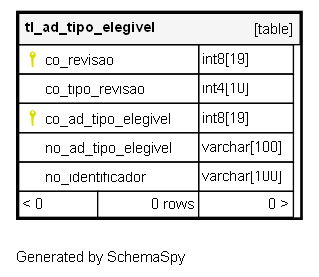 tl_ad_tipo_elegivel [table]
co_revisao int8[19]
co_tipo_revisao int4[10]
co_ad_tipo_elegivel int8[19]
no_ad_tipo_elegivel varchar[100]
no_identificador varchar[100]
< 0 0 rows 0 >
Generated by SchemaSpy